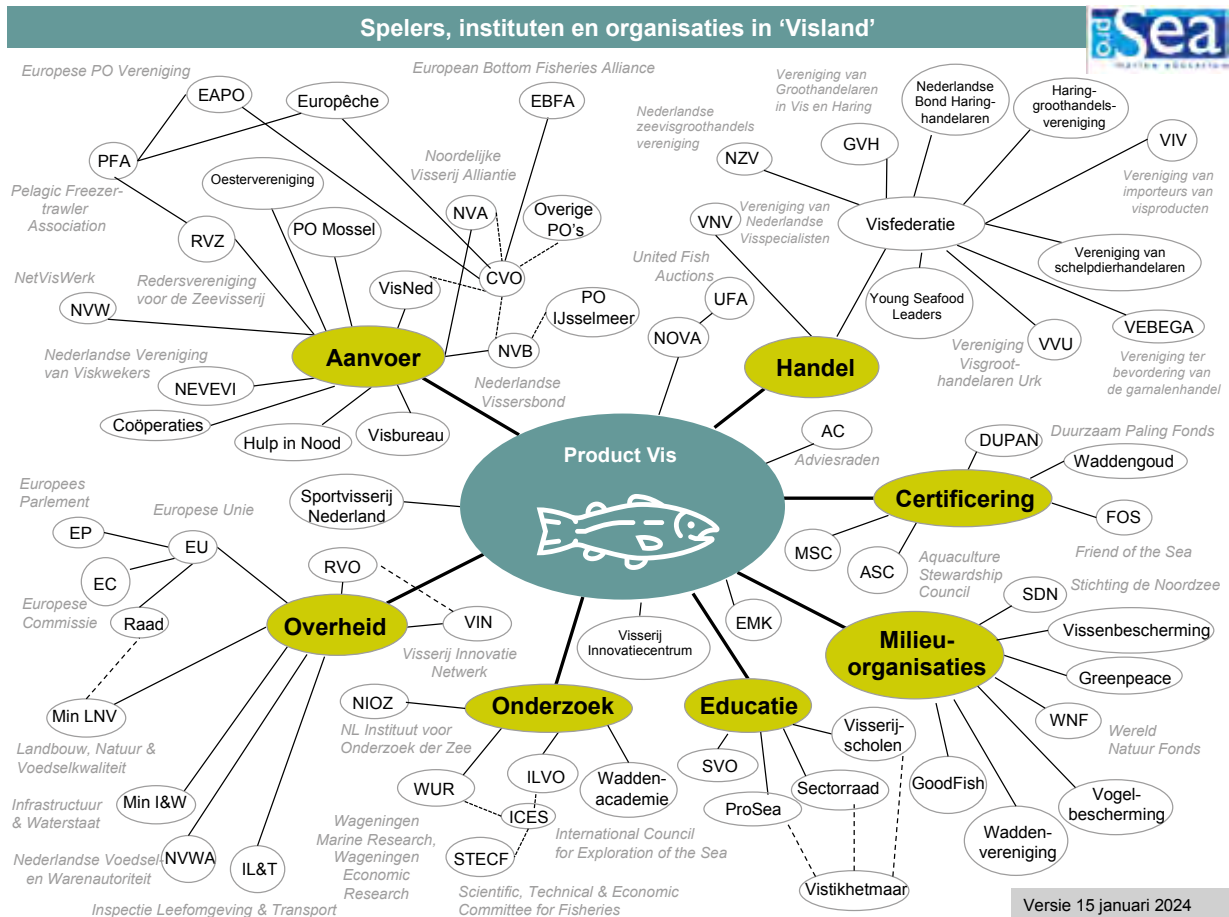 Spelers, instituten en organisaties in ‘Visland’
pro
Sea
marine education
Europese PO Vereniging
EAPO
Europêche
European Bottom Fisheries Alliance
EBFA
PFA
Pelagic Freezer-
trawler
Association
Oestervereniging
Noordelijke
Visserij Alliantie
NVA
Overige
PO’s
RVZ
PO Mossel
CVO
NetVisWerk
Redersvereniging
voor de Zeevisserij
VisNed
NVW
PO
IJsselmeer
Aanvoer
NVB
Nederlandse Vereniging
van Viskwekers
NEVEVI
Nederlandse
Vissersbond
Coöperaties
Hulp in Nood
Visbureau
Vereniging van
Groothandelaren
in Vis en Haring
Nederlandse
Bond Haring-
handelaren
Haring-
groothandels-
vereniging
Nederlandse
zeevisgroothandels
vereniging
NZV
GVH
VIV
Vereniging van
importeurs van
visproducten
VNV
Vereniging van
Nederlandse
Visspecialisten
Visfederatie
United Fish
Auctions
UFA
NOVA
Vereniging van
schelpdierhandelaren
Young Seafood
Leaders
Handel
Vereniging
Visgroot-
handelaren Urk
VVU
VEBEGA
Vereniging ter
bevordering van
de garnalenhandel
Product Vis
AC
Adviesraden
DUPAN
Duurzaam Paling Fonds
Waddengoud
Certificering
FOS
Friend of the Sea
MSC
ASC
Aquaculture
Stewardship
Council
Sportvisserij
Nederland
Europees
Parlement
EP
Europese Unie
EU
EC
Europese
Commissie
Raad
RVO
Overheid
VIN
Visserij Innovatie
Netwerk
Min LNV
Landbouw, Natuur &
Voedselkwaliteit
Min I&W
Infrastructuur
& Waterstaat
NVWA
Nederlandse Voedsel-
en Warenautoriteit
IL&T
Inspectie Leefomgeving & Transport
Visserij
Innovatiecentrum
EMK
SDN
Stichting de Noordzee
Vissenbescherming
Milieu-
organisaties
Greenpeace
WNF
Wereld
Natuur Fonds
GoodFish
Vogel-
bescherming
Wadden-
vereniging
NIOZ
NL Instituut voor
Onderzoek der Zee
Onderzoek
WUR
ILVO
Wadden-
academie
ICES
Wageningen
Marine Research,
Wageningen
Economic
Research
International Council
for Exploration of the Sea
STECF
Scientific, Technical & Economic
Committee for Fisheries
Educatie
Visserij-
scholen
SVO
Sectorraad
ProSea
Vistikhetmaar
Versie 15 januari 2024